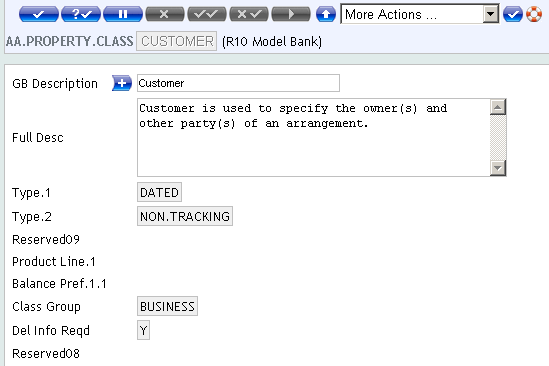 More Actions ...
AA.PROPERTY.CLASS CUSTOMER (R10 Model Bank)
GB Description Customer
Full Desc
Customer is used to specify the owner(s) and
other party(s) of an arrangement.
Type.1 DATED
Type.2 NON.TRACKING
Reserved09
Product Line.1
Balance Pref.1.1
Class Group BUSINESS
Del Info Reqd Y
Reserved08